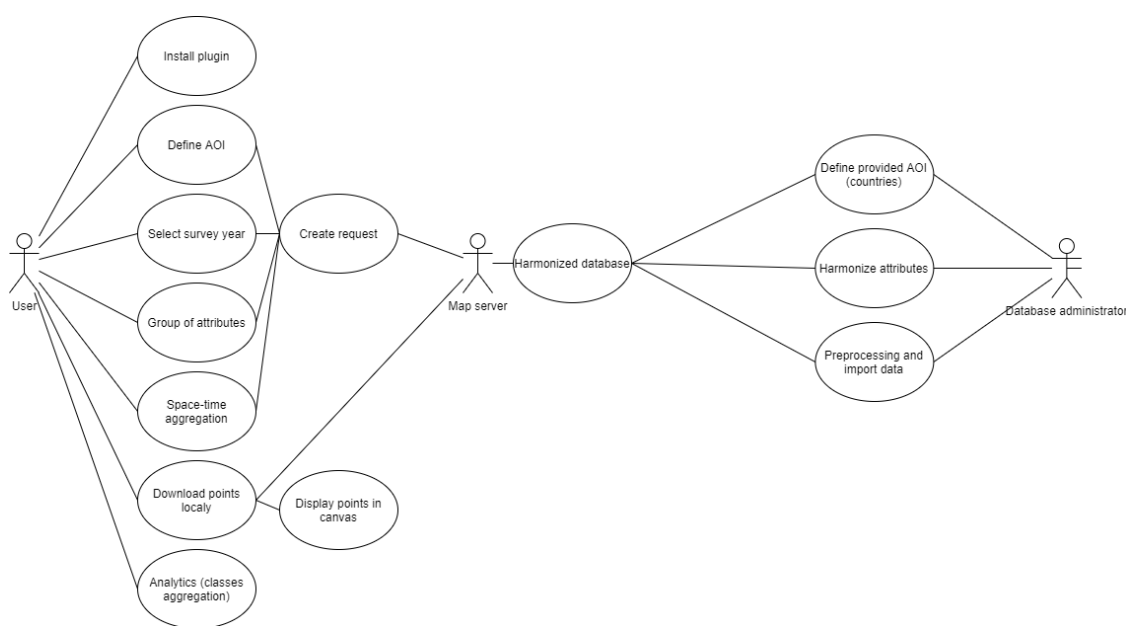 Install plugin
Define AOI
Select survey year
Create request
User
Group of attributes
Space-time
aggregation
Download points
localy
Display points in
canvas
Analytics (classes
aggregation)
Map server
Harmonized database
Define provided AOI
(countries)
Harmonize attributes
Preprocessing and
import data
Database administrator